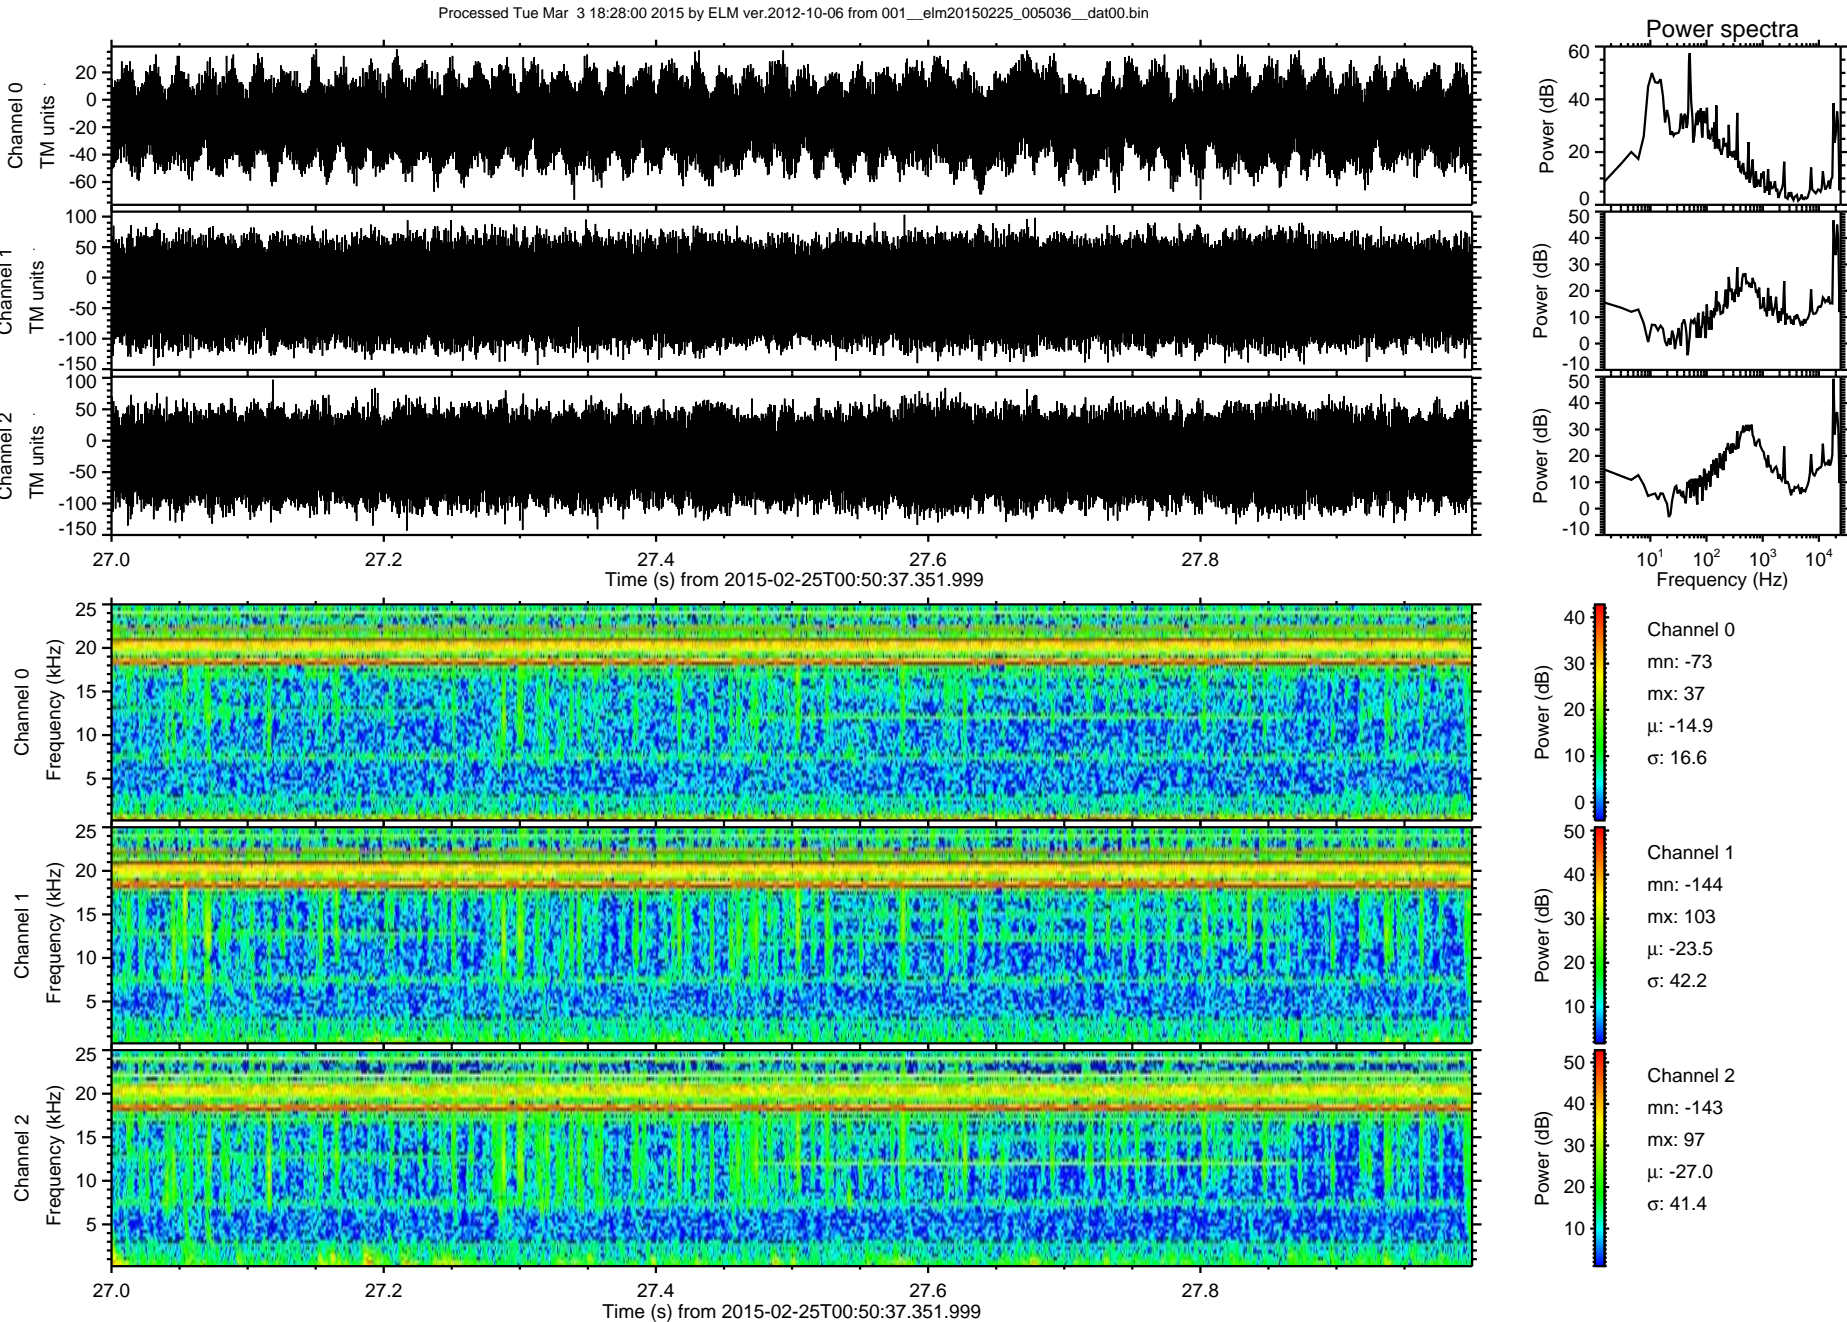 Processed Tue Mar  3 18:28:00 2015 by ELM ver.2012-10-06 from 001__elm20150225_005036__dat00.bin
Power spectra
Channel 0
TM units
20
0
-20
-40
-60
Power (dB)
60
40
20
0
Channel 1
TM units
100
50
0
-50
-100
-150
Power (dB)
50
40
30
20
10
0
-10
Channel 2
TM units
100
50
0
-50
-100
-150
Power (dB)
50
40
30
20
10
0
-10
27.0 27.2 27.4 27.6 27.8
Time (s) from 2015-02-25T00:50:37.351.999
10¹ 10² 10³ 10⁴
Frequency (Hz)
Channel 0
Frequency (kHz)
25
20
15
10
5
Power (dB)
40
30
20
10
0
Channel 0
mn: -73
mx: 37
μ: -14.9
σ: 16.6
Channel 1
Frequency (kHz)
25
20
15
10
5
Power (dB)
50
40
30
20
10
Channel 1
mn: -144
mx: 103
μ: -23.5
σ: 42.2
Channel 2
Frequency (kHz)
25
20
15
10
5
Power (dB)
50
40
30
20
10
Channel 2
mn: -143
mx: 97
μ: -27.0
σ: 41.4
27.0 27.2 27.4 27.6 27.8
Time (s) from 2015-02-25T00:50:37.351.999